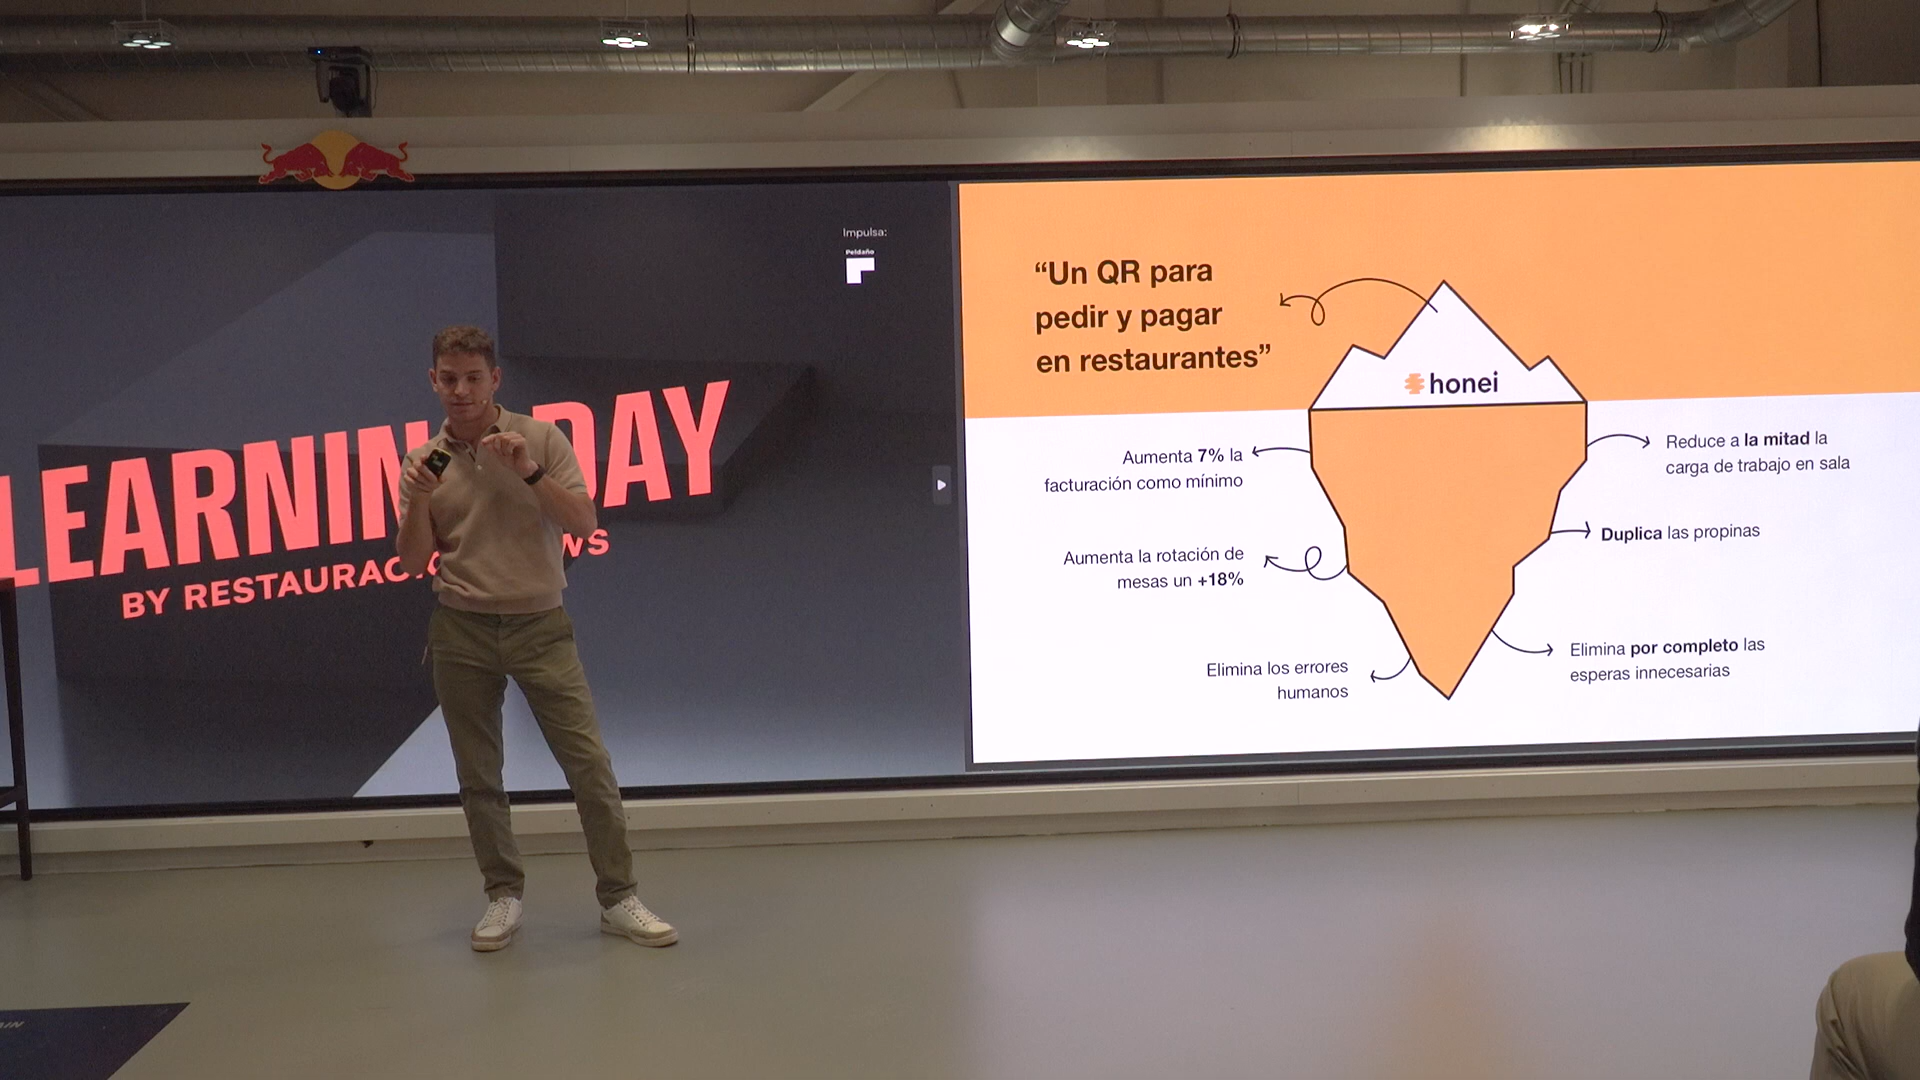 Impulsa:
Peldaño
LEARNIN DAY
BY RESTAURACI WS
“Un QR para
pedir y pagar
en restaurantes”
honei
Aumenta 7% la
facturación como mínimo
Aumenta la rotación de
mesas un +18%
Elimina los errores
humanos
Reduce a la mitad la
carga de trabajo en sala
Duplica las propinas
Elimina por completo las
esperas innecesarias